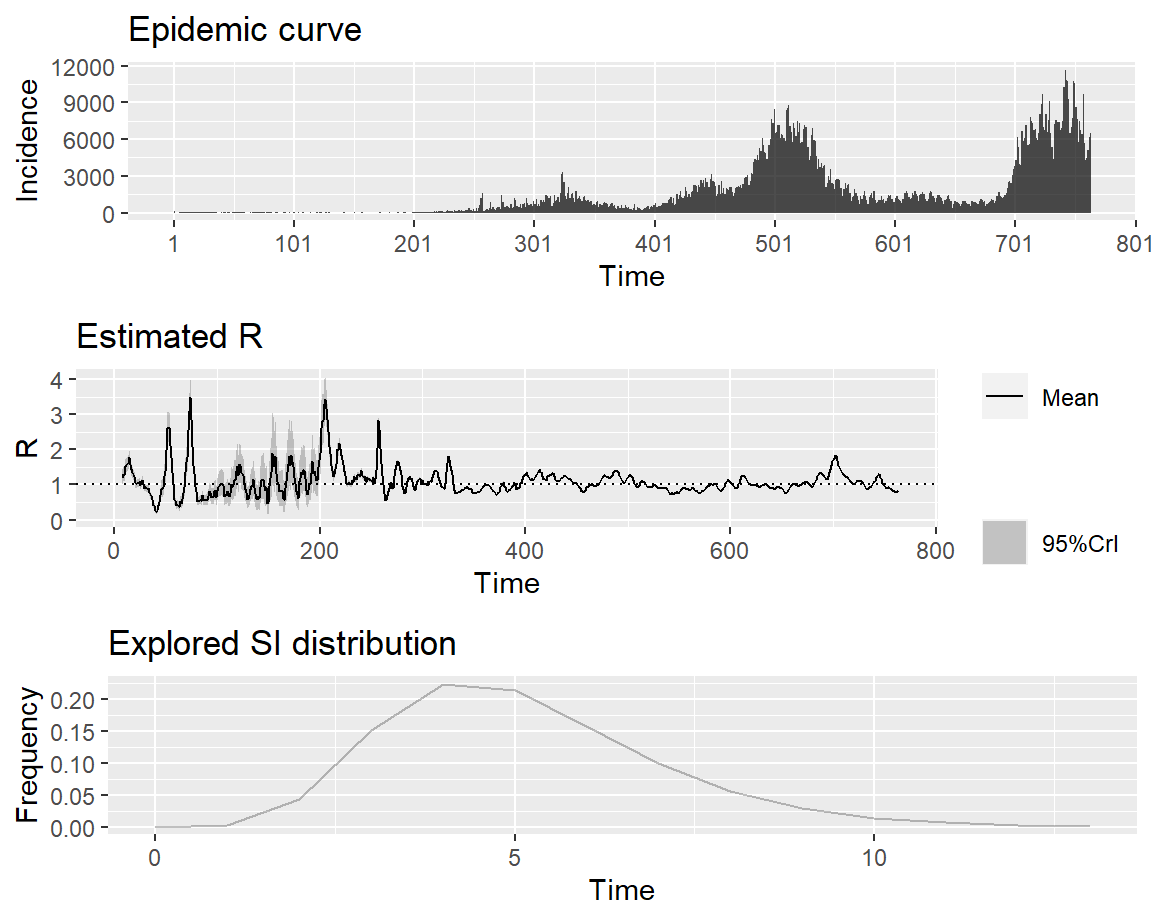 Epidemic curve
12000
9000
6000
3000
0
Incidence
1 101 201 301 401 501 601 701 801
Time
Estimated R
4
3
2
1
0
R
0 200 400 600 800
Time
Mean
95%CrI
Explored SI distribution
0.20
0.15
0.10
0.05
0.00
Frequency
0 5 10
Time